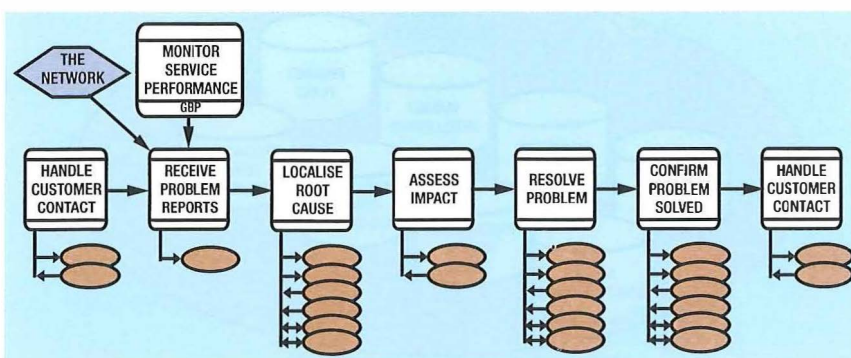 THE
NETWORK
MONITOR
SERVICE
PERFORMANCE
GBP
HANDLE
CUSTOMER
CONTACT
RECEIVE
PROBLEM
REPORTS
LOCALISE
ROOT
CAUSE
ASSESS
IMPACT
RESOLVE
PROBLEM
CONFIRM
PROBLEM
SOLVED
HANDLE
CUSTOMER
CONTACT